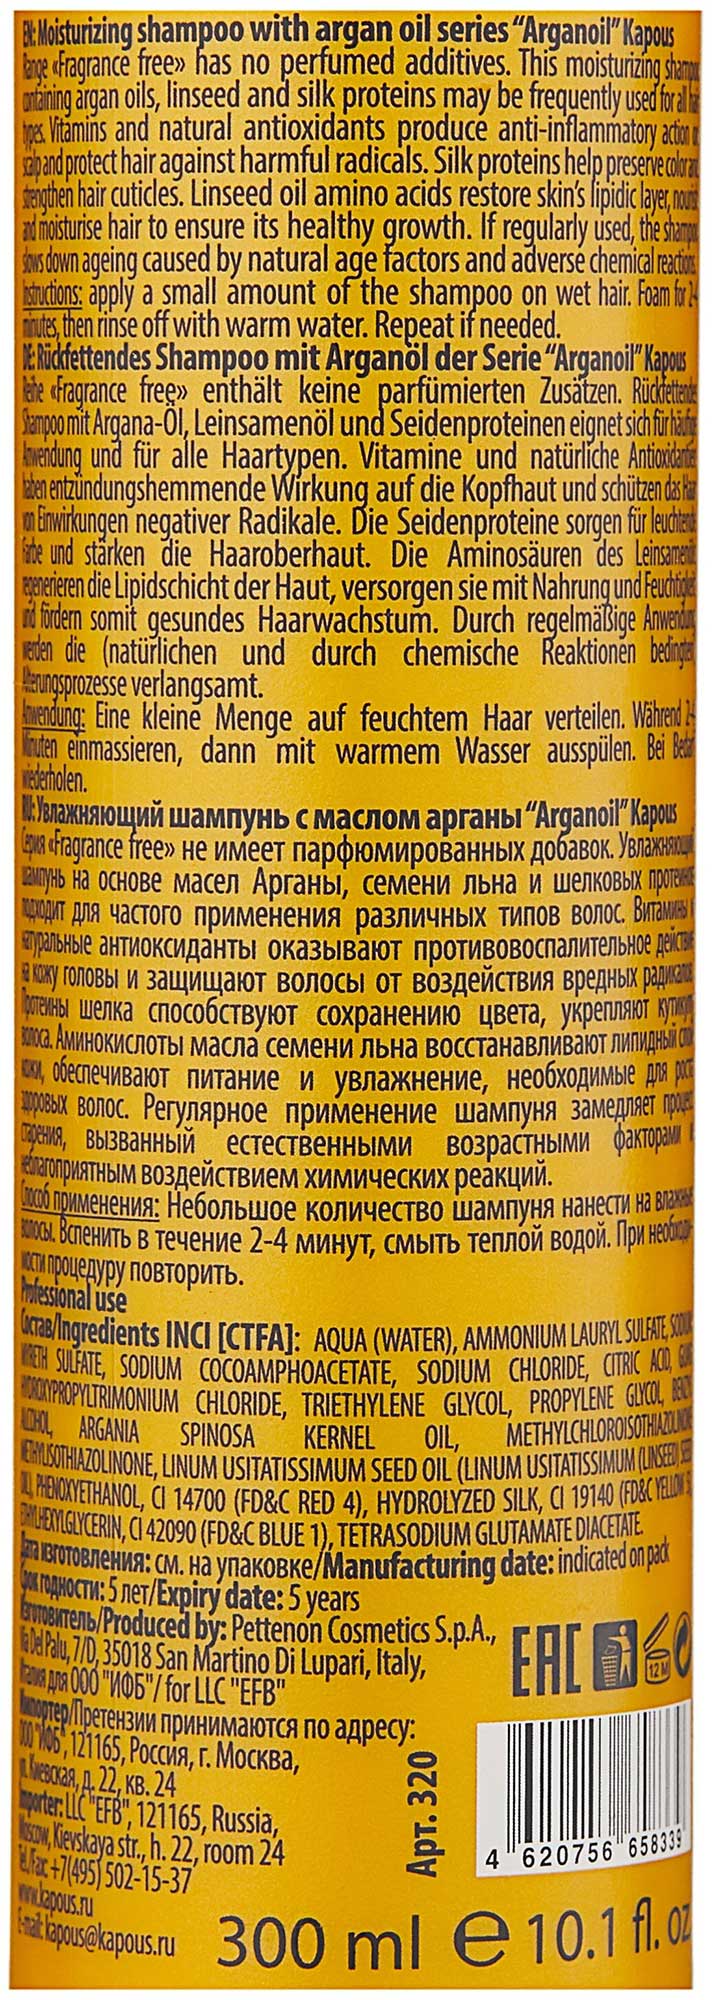 EN: Moisturizing shampoo with argan oil series “Arganoil” Kapous
Range «Fragrance free» has no perfumed additives. This moisturizing shampoo
containing argan oils, linseed and silk proteins may be frequently used for all hair
types. Vitamins and natural antioxidants produce anti-inflammatory action on
scalp and protect hair against harmful radicals. Silk proteins help preserve color and
strengthen hair cuticles. Linseed oil amino acids restore skin’s lipidic layer, nourish
and moisturise hair to ensure its healthy growth. If regularly used, the shampoo
slows down ageing caused by natural age factors and adverse chemical reactions.
Instructions: apply a small amount of the shampoo on wet hair. Foam for 2-4
minutes, then rinse off with warm water. Repeat if needed.
DE: Rückfettendes Shampoo mit Arganöl der Serie “Arganoil” Kapous
Reihe «Fragrance free» enthält keine parfümierten Zusätzen. Rückfettendes
Shampoo mit Argana-Öl, Leinsamenöl und Seidenproteinen eignet sich für häufige
Anwendung und für alle Haartypen. Vitamine und natürliche Antioxidantien
haben entzündungshemmende Wirkung auf die Kopfhaut und schützen das Haar
von Einwirkungen negativer Radikale. Die Seidenproteine sorgen für leuchtende
Farbe und stärken die Haaroberhaut. Die Aminosäuren des Leinsamenöls
regenerieren die Lipidschicht der Haut, versorgen sie mit Nahrung und Feuchtigkeit
und fördern somit gesundes Haarwachstum. Durch regelmäßige Anwendung
werden die (natürlichen und durch chemische Reaktionen bedingten)
Alterungsprozesse verlangsamt.
Anwendung: Eine kleine Menge auf feuchtem Haar verteilen. Während 2-4
Minuten einmassieren, dann mit warmem Wasser ausspülen. Bei Bedarf
wiederholen.
RU: Увлажняющий шампунь с маслом арганы “Arganoil” Kapous
Серия «Fragrance free» не имеет парфюмированных добавок. Увлажняющий
шампунь на основе масел Арганы, семени льна и шелковых протеинов
подходит для частого применения различных типов волос. Витамины и
натуральные антиоксиданты оказывают противовоспалительное действие
на кожу головы и защищают волосы от воздействия вредных радикалов.
Протеины шелка способствуют сохранению цвета, укрепляют кутикулу
волоса. Аминокислоты масла семени льна восстанавливают липидный слой
кожи, обеспечивают питание и увлажнение, необходимые для роста
здоровых волос. Регулярное применение шампуня замедляет процесс
старения, вызванный естественными возрастными факторами и
неблагоприятным воздействием химических реакций.
Способ применения: Небольшое количество шампуня нанести на влажные
волосы. Вспенить в течение 2-4 минут, смыть теплой водой. При необходи-
мости процедуру повторить.
Professional use
Состав/Ingredients INCI [CTFA]: AQUA (WATER), AMMONIUM LAURYL SULFATE, SODIUM
MYRETH SULFATE, SODIUM COCOAMPHOACETATE, SODIUM CHLORIDE, CITRIC ACID, GUAR
HYDROXYPROPYLTRIMONIUM CHLORIDE, TRIETHYLENE GLYCOL, PROPYLENE GLYCOL, BENZYL
ALCOHOL, ARGANIA SPINOSA KERNEL OIL, METHYLCHLOROISOTHIAZOLINONE,
METHYLISOTHIAZOLINONE, LINUM USITATISSIMUM SEED OIL (LINUM USITATISSIMUM (LINSEED) SEED
OIL), PHENOXYETHANOL, CI 14700 (FD&C RED 4), HYDROLYZED SILK, CI 19140 (FD&C YELLOW 5),
ETHYLHEXYLGLYCERIN, CI 42090 (FD&C BLUE 1), TETRASODIUM GLUTAMATE DIACETATE.
Дата изготовления: см. на упаковке/Manufacturing date: indicated on pack
Срок годности: 5 лет/Expiry date: 5 years
Изготовитель/Produced by: Pettenon Cosmetics S.p.A.,
Via Del Palu, 7/D, 35018 San Martino Di Lupari, Italy,
Италия для ООО "ИФБ"/ for LLC "EFB"
Импортер/Претензии принимаются по адресу:
ООО "ИФБ", 121165, Россия, г. Москва,
ул. Киевская, д. 22, кв. 24
Importer: LLC "EFB", 121165, Russia,
Moscow, Kievskaya str., h. 22, room 24
Tel./Fax: +7(495) 502-15-37
www.kapous.ru
E-mail: kapous@kapous.ru
EAC
12 M
Арт. 320
4 620756 658339
300 ml e 10.1 fl. oz